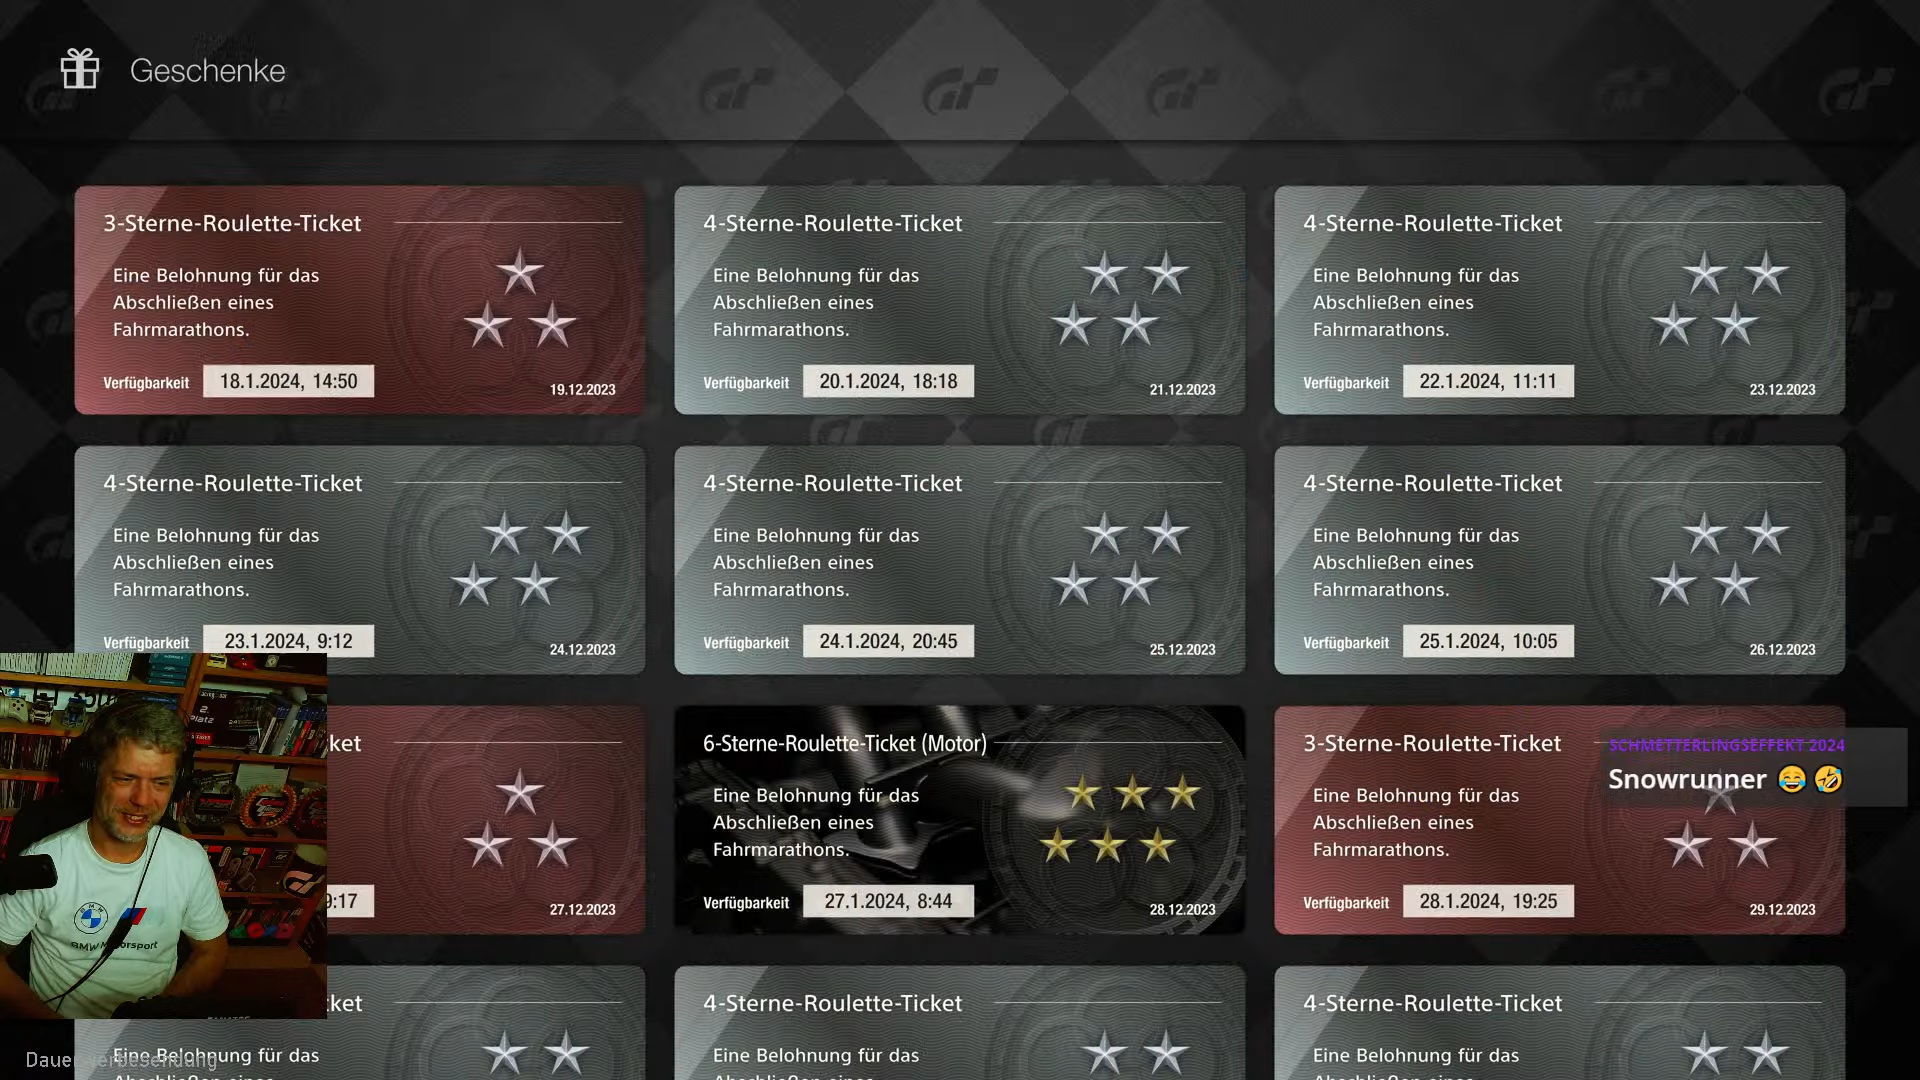 Geschenke
3-Sterne-Roulette-Ticket
Eine Belohnung für das
Abschließen eines
Fahrmarathons.
Verfügbarkeit 18.1.2024, 14:50
19.12.2023
4-Sterne-Roulette-Ticket
Eine Belohnung für das
Abschließen eines
Fahrmarathons.
Verfügbarkeit 20.1.2024, 18:18
21.12.2023
4-Sterne-Roulette-Ticket
Eine Belohnung für das
Abschließen eines
Fahrmarathons.
Verfügbarkeit 22.1.2024, 11:11
23.12.2023
4-Sterne-Roulette-Ticket
Eine Belohnung für das
Abschließen eines
Fahrmarathons.
Verfügbarkeit 23.1.2024, 9:12
24.12.2023
4-Sterne-Roulette-Ticket
Eine Belohnung für das
Abschließen eines
Fahrmarathons.
Verfügbarkeit 24.1.2024, 20:45
25.12.2023
4-Sterne-Roulette-Ticket
Eine Belohnung für das
Abschließen eines
Fahrmarathons.
Verfügbarkeit 25.1.2024, 10:05
26.12.2023
ket
9:17
27.12.2023
6-Sterne-Roulette-Ticket (Motor)
Eine Belohnung für das
Abschließen eines
Fahrmarathons.
Verfügbarkeit 27.1.2024, 8:44
28.12.2023
3-Sterne-Roulette-Ticket
Eine Belohnung für das
Abschließen eines
Fahrmarathons.
Verfügbarkeit 28.1.2024, 19:25
29.12.2023
SCHMETTERLINGSEFFEKT 2024
Snowrunner 😂 🤣
2.
Platz
BMW
BMW Motorsport
ket
Eine Belohnung für das
4-Sterne-Roulette-Ticket
Eine Belohnung für das
4-Sterne-Roulette-Ticket
Eine Belohnung für das